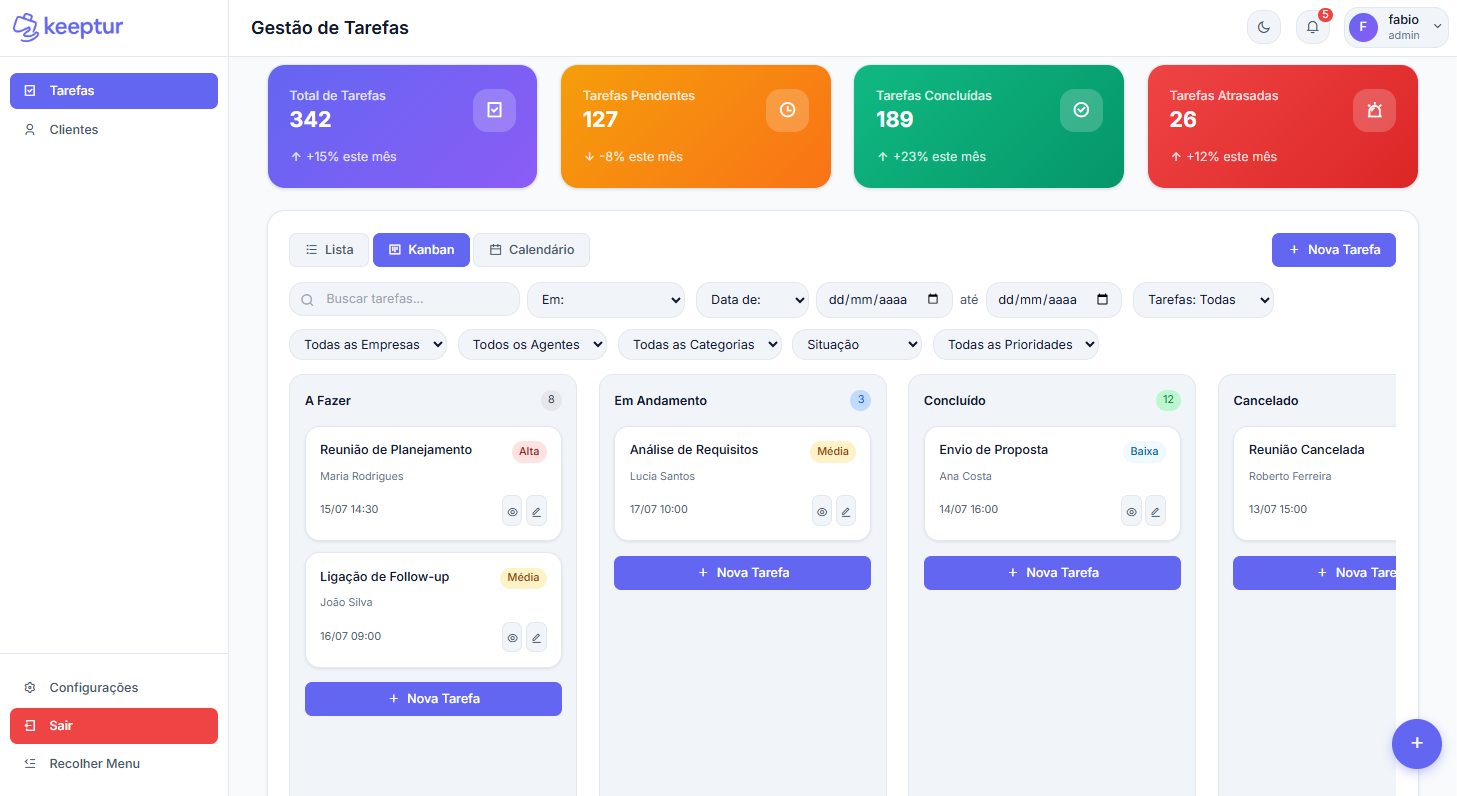 keeptur
Gestão de Tarefas
5
F
fabio
admin
Tarefas
Clientes
Configurações
Sair
Recolher Menu
Total de Tarefas
342
↑ +15% este mês
Tarefas Pendentes
127
↓ -8% este mês
Tarefas Concluídas
189
↑ +23% este mês
Tarefas Atrasadas
26
↑ +12% este mês
Lista
Kanban
Calendário
+ Nova Tarefa
Buscar tarefas...
Em:
Data de:
dd/mm/aaaa
até
dd/mm/aaaa
Tarefas: Todas
Todas as Empresas
Todos os Agentes
Todas as Categorias
Situação
Todas as Prioridades
A Fazer
8
Reunião de Planejamento
Alta
Maria Rodrigues
15/07 14:30
Ligação de Follow-up
Média
João Silva
16/07 09:00
+ Nova Tarefa
Em Andamento
3
Análise de Requisitos
Média
Lucia Santos
17/07 10:00
+ Nova Tarefa
Concluído
12
Envio de Proposta
Baixa
Ana Costa
14/07 16:00
+ Nova Tarefa
Cancelado
Reunião Cancelada
Roberto Ferreira
13/07 15:00
+ Nova Tare
+